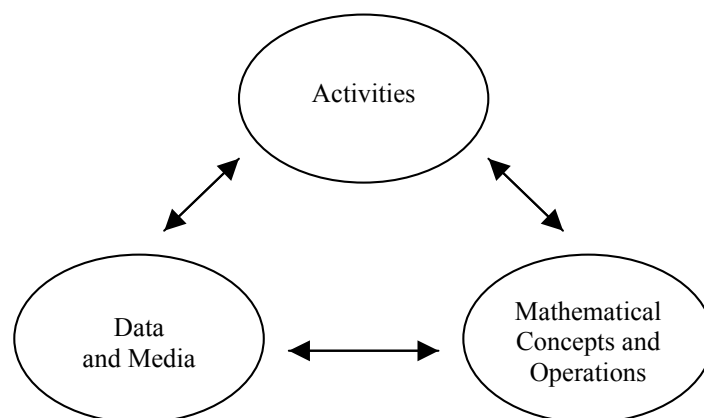 Activities
Data
and Media
Mathematical
Concepts and
Operations